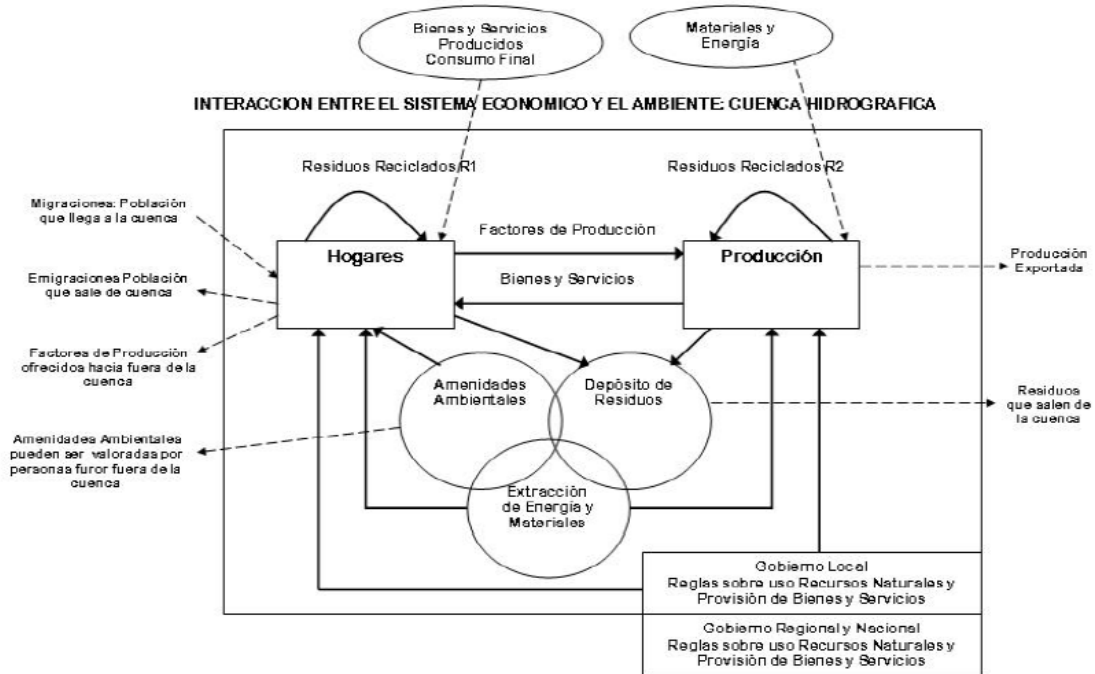 Bienes y Servicios
Producidos
Consumo Final
Materiales y
Energía
INTERACCION ENTRE EL SISTEMA ECONOMICO Y EL AMBIENTE: CUENCA HIDROGRAFICA
Residuos Reciclados R1
Residuos Reciclados R2
Migraciones: Población
que llega a la cuenca
Factores de Producción
Hogares
Producción
Bienes y Servicios
Producción
Exportada
Emigraciones Población
que sale de cuenca
Factores de Producción
ofrecidos hacia fuera de la
cuenca
Amenidades
Ambientales
Depósito de
Residuos
Residuos
que salen de
la cuenca
Amenidades Ambientales
pueden ser valoradas por
personas furor fuera de la
cuenca
Extracción
de Energía y
Materiales
Gobierno Local
Reglas sobre uso Recursos Naturales y
Provisión de Bienes y Servicios
Gobierno Regional y Nacional
Reglas sobre uso Recursos Naturales y
Provisión de Bienes y Servicios